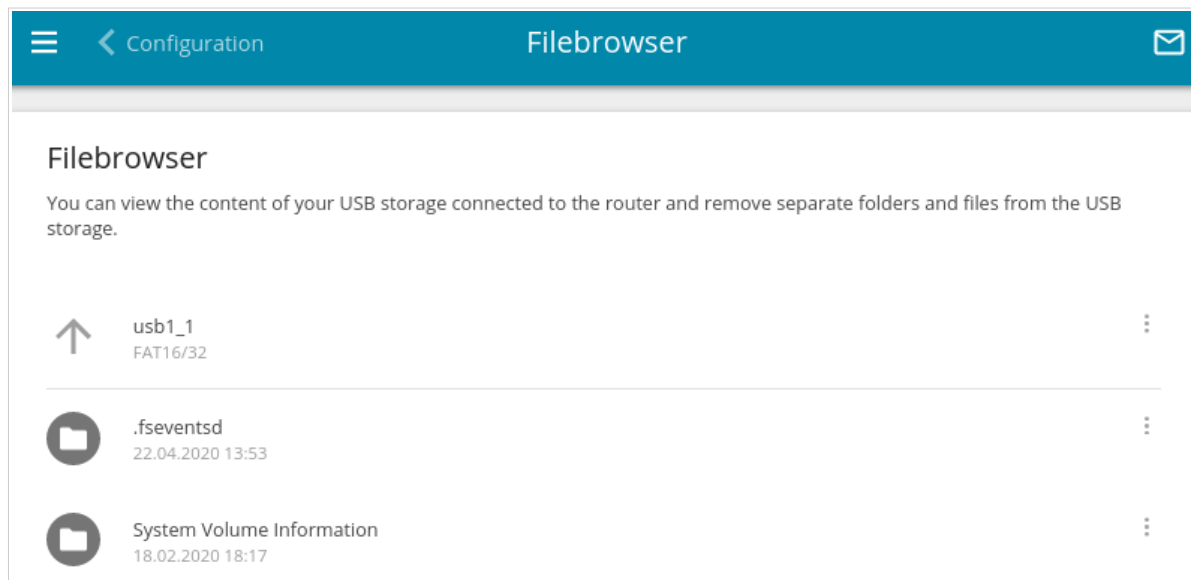 Configuration
Filebrowser
Filebrowser
You can view the content of your USB storage connected to the router and remove separate folders and files from the USB
storage.
usb1_1
FAT16/32
.fseventsd
22.04.2020 13:53
System Volume Information
18.02.2020 18:17